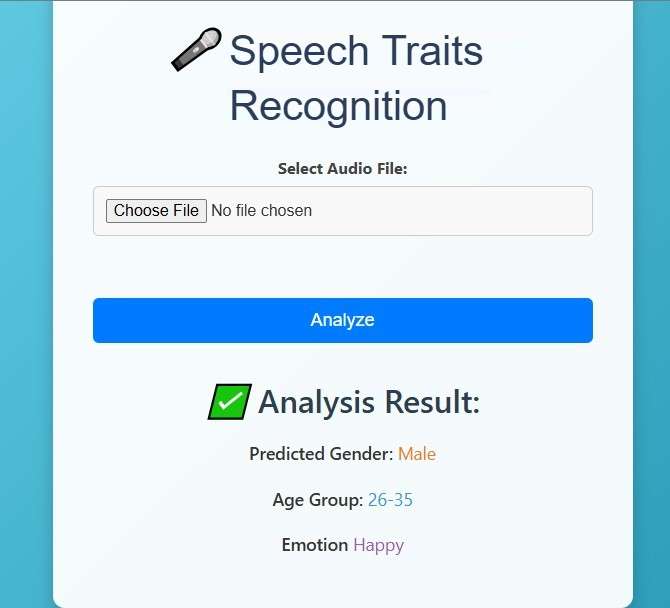 Speech Traits
Recognition
Select Audio File:
Choose File No file chosen
Analyze
Analysis Result:
Predicted Gender: Male
Age Group: 26-35
Emotion Happy